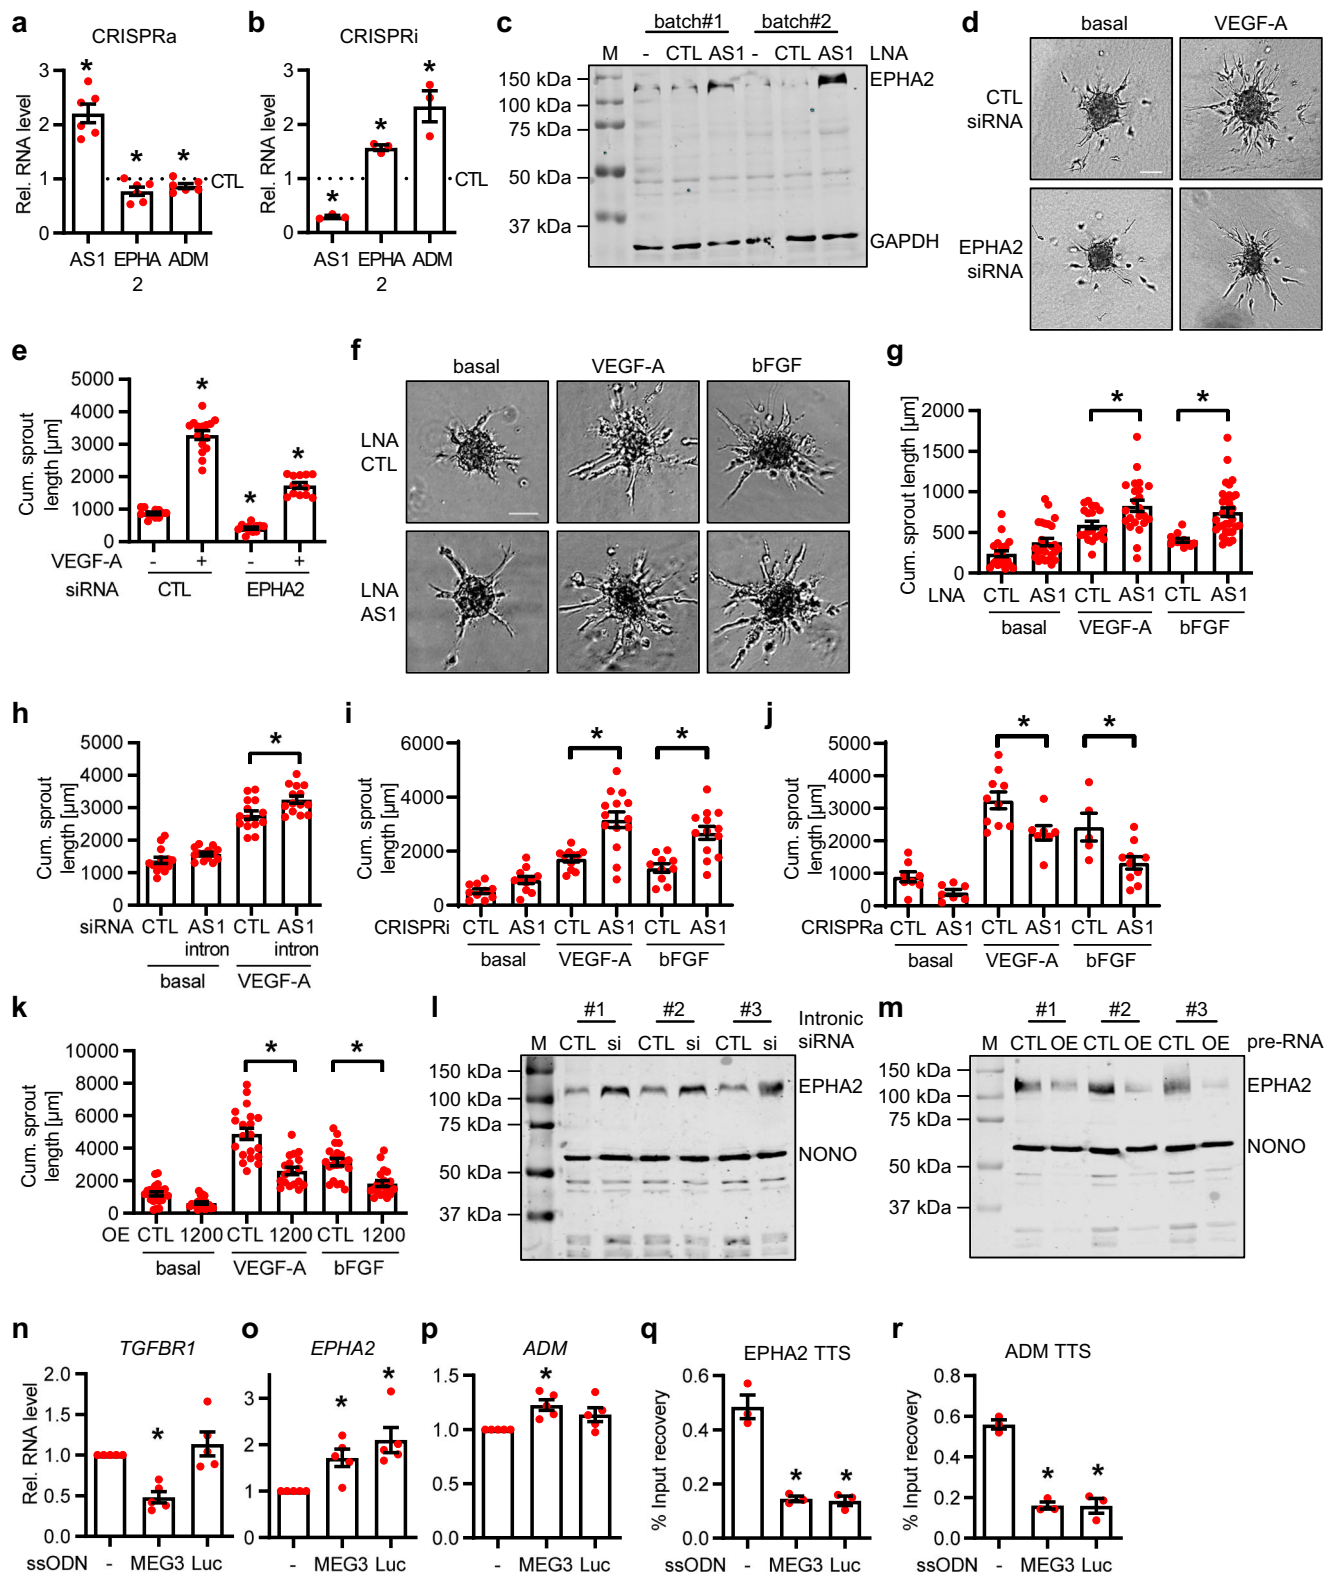 a
CRISPRa
Rel. RNA level
3
2
1
0
* * *
CTL
AS1 EPHA 2 ADM
b
CRISPRi
Rel. RNA level
3
2
1
0
* * *
CTL
AS1 EPHA 2 ADM
c
batch#1 batch#2
M - CTL AS1 - CTL AS1 LNA
150 kDa
100 kDa
75 kDa
50 kDa
37 kDa
EPHA2
GAPDH
d
basal VEGF-A
CTL
siRNA
EPHA2
siRNA
e
Cum. sprout
length [µm]
5000
4000
3000
2000
1000
0
* * *
VEGF-A - + - +
siRNA CTL EPHA2
f
basal VEGF-A bFGF
LNA
CTL
LNA
AS1
g
Cum. sprout length [µm]
2000
1500
1000
500
0
* *
LNA CTL AS1 CTL AS1 CTL AS1
basal VEGF-A bFGF
h
Cum. sprout
length [µm]
5000
4000
3000
2000
1000
0
*
siRNA CTL AS1 CTL AS1
intron intron
basal VEGF-A
i
Cum. sprout
length [µm]
6000
4000
2000
0
* *
CRISPRi CTL AS1 CTL AS1 CTL AS1
basal VEGF-A bFGF
j
Cum. sprout
length [µm]
5000
4000
3000
2000
1000
0
* *
CRISPRa CTL AS1 CTL AS1 CTL AS1
basal VEGF-A bFGF
k
Cum. sprout
length [µm]
10000
8000
6000
4000
2000
0
* *
OE CTL 1200 CTL 1200 CTL 1200
basal VEGF-A bFGF
l
#1 #2 #3 Intronic
M CTL si CTL si CTL si siRNA
150 kDa
100 kDa
75 kDa
50 kDa
37 kDa
EPHA2
NONO
m
#1 #2 #3
M CTL OE CTL OE CTL OE pre-RNA
150 kDa
100 kDa
75 kDa
50 kDa
37 kDa
EPHA2
NONO
n
TGFBR1
Rel. RNA level
2.0
1.5
1.0
0.5
0.0
*
ssODN - MEG3 Luc
o
EPHA2
3
2
1
0
* *
- MEG3 Luc
p
ADM
1.5
1.0
0.5
0.0
*
- MEG3 Luc
q
EPHA2 TTS
% Input recovery
0.6
0.4
0.2
0.0
* *
ssODN - MEG3 Luc
r
ADM TTS
% Input recovery
0.8
0.6
0.4
0.2
0.0
* *
ssODN - MEG3 Luc